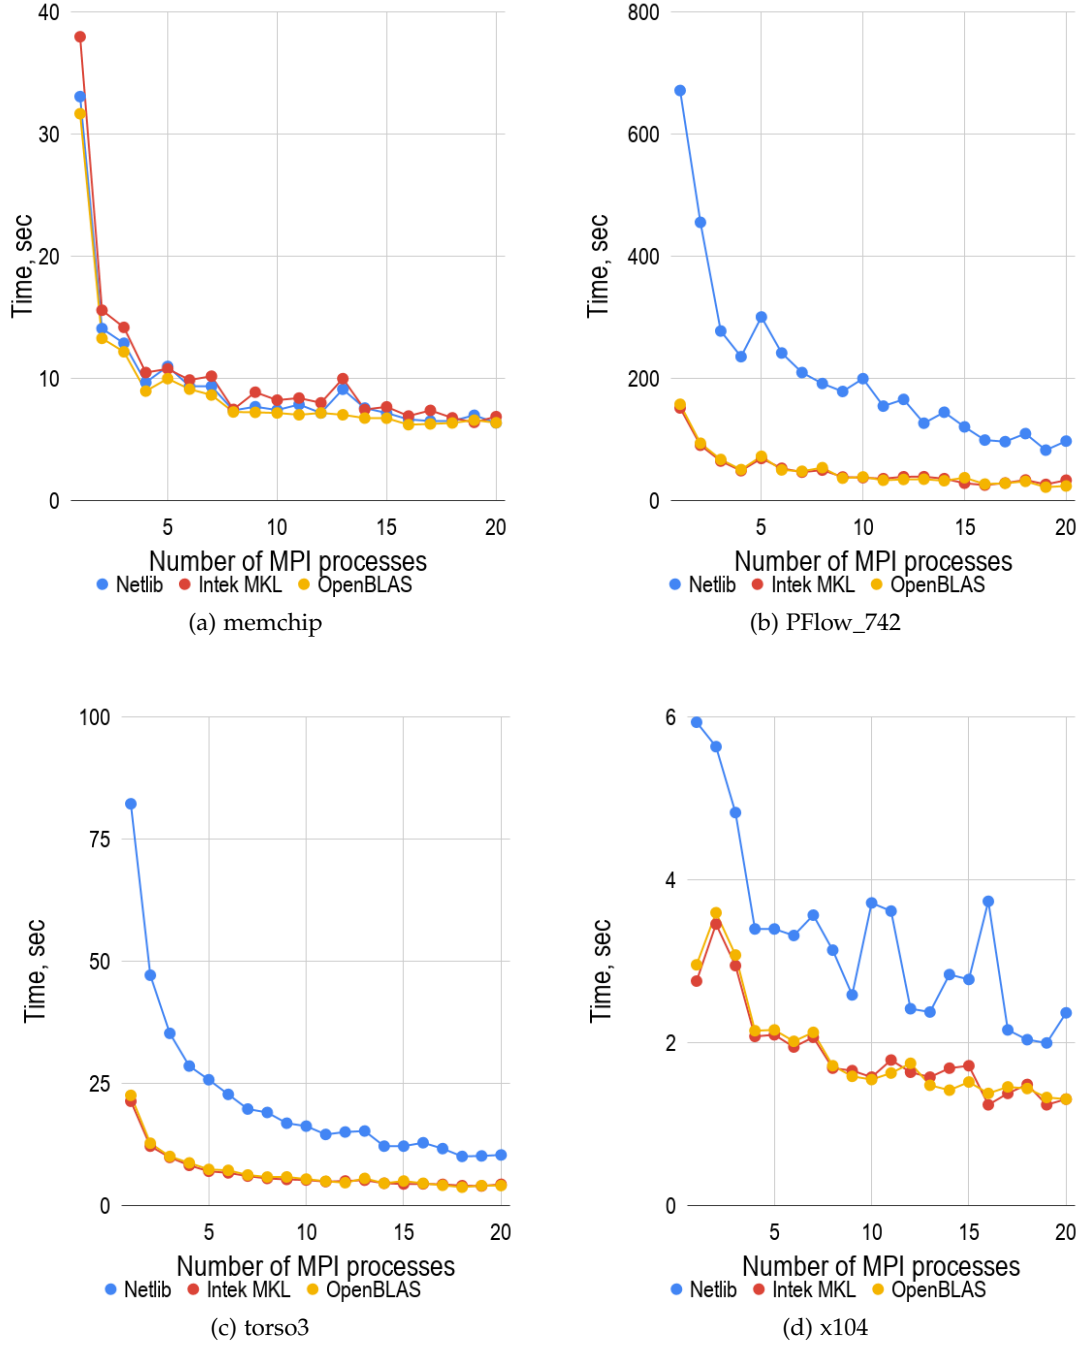 40
30
20
10
0
Time, sec
5 10 15 20
Number of MPI processes
Netlib Intek MKL OpenBLAS
(a) memchip
800
600
400
200
0
Time, sec
5 10 15 20
Number of MPI processes
Netlib Intek MKL OpenBLAS
(b) PFlow_742
100
75
50
25
0
Time, sec
5 10 15 20
Number of MPI processes
Netlib Intek MKL OpenBLAS
(c) torso3
6
4
2
0
Time, sec
5 10 15 20
Number of MPI processes
Netlib Intek MKL OpenBLAS
(d) x104